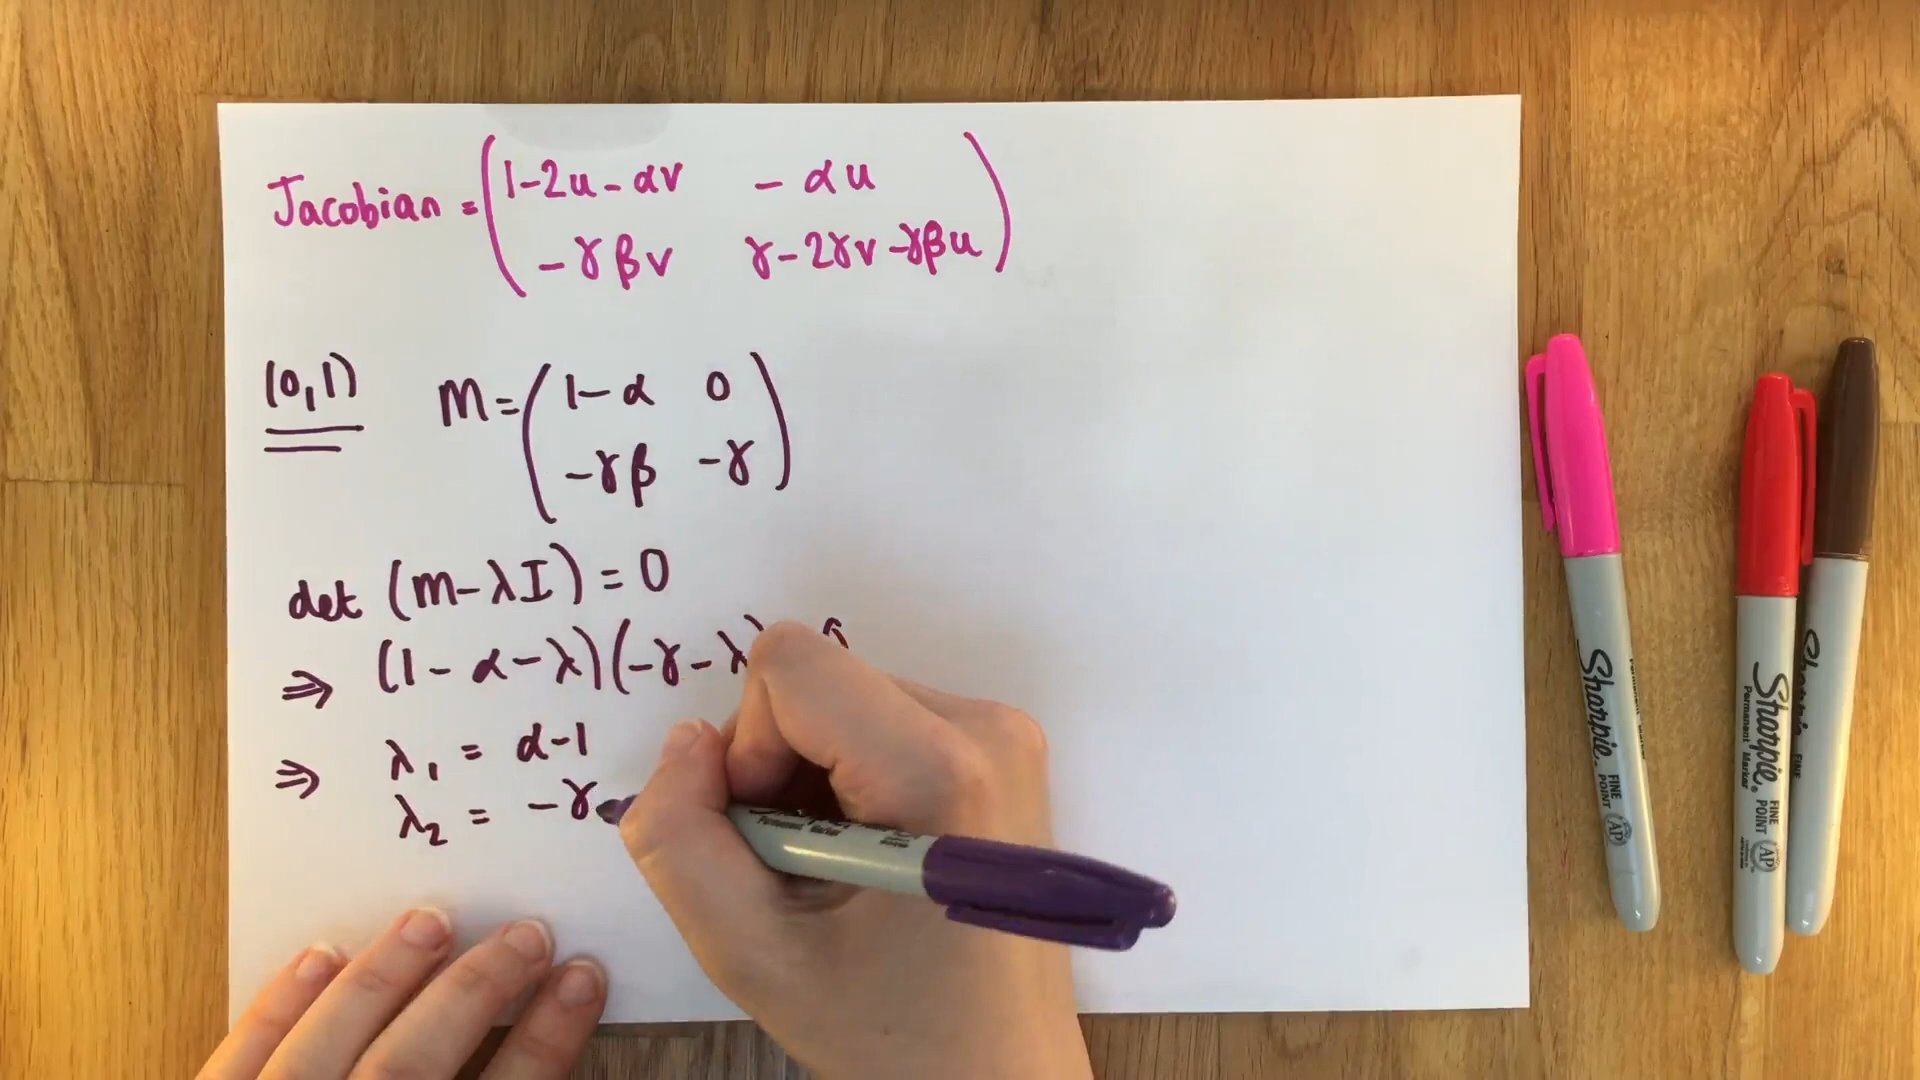 Jacobian = (1-2u-αv -αu
-γβv γ-2γv-γβu)
(0,1) M = (1-α 0
-γβ -γ)
det (M-λI) = 0
⇒ (1-α-λ)(-γ-λ)
⇒ λ₁ = α-1
λ₂ = -γ
Sharpie.
FINE POINT
AP
Sharpie.
Permanent Marker
FINE POINT
AP
Sharpie
FINE
Permanent Marker